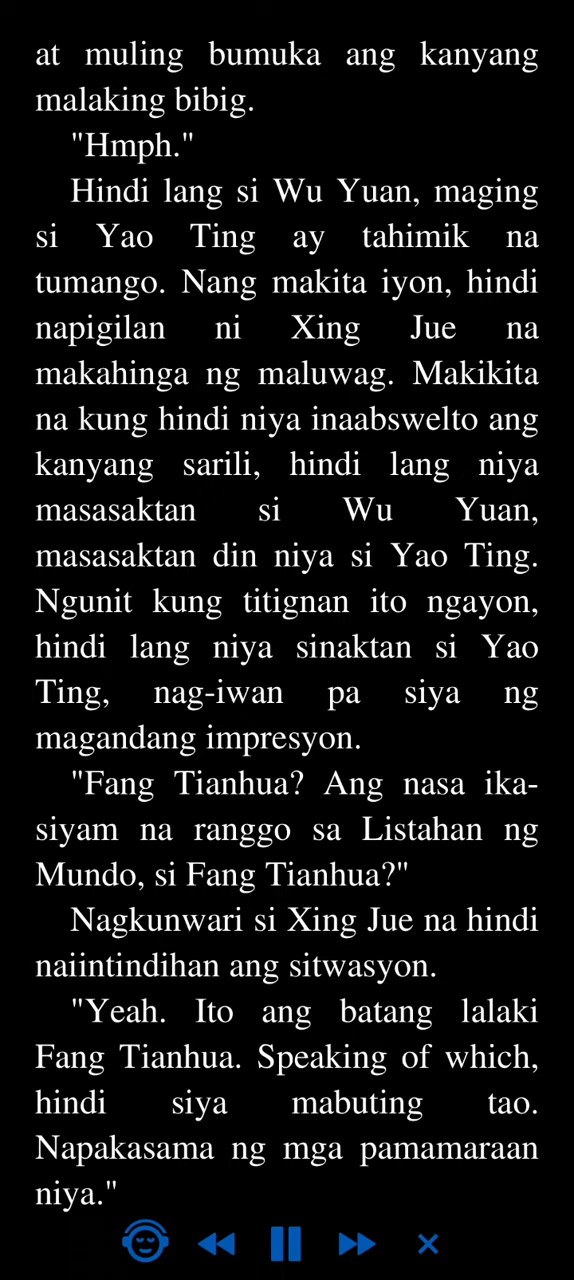 at muling bumuka ang kanyang
malaking bibig.
"Hmph."
Hindi lang si Wu Yuan, maging
si Yao Ting ay tahimik na
tumango. Nang makita iyon, hindi
napigilan ni Xing Jue na
makahinga ng maluwag. Makikita
na kung hindi niya inaabswelto ang
kanyang sarili, hindi lang niya
masasaktan si Wu Yuan,
masasaktan din niya si Yao Ting.
Ngunit kung titignan ito ngayon,
hindi lang niya sinaktan si Yao
Ting, nag-iwan pa siya ng
magandang impresyon.
"Fang Tianhua? Ang nasa ika-
siyam na ranggo sa Listahan ng
Mundo, si Fang Tianhua?"
Nagkunwari si Xing Jue na hindi
naiintindihan ang sitwasyon.
"Yeah. Ito ang batang lalaki
Fang Tianhua. Speaking of which,
hindi siya mabuting tao.
Napakasama ng mga pamamaraan
niya."